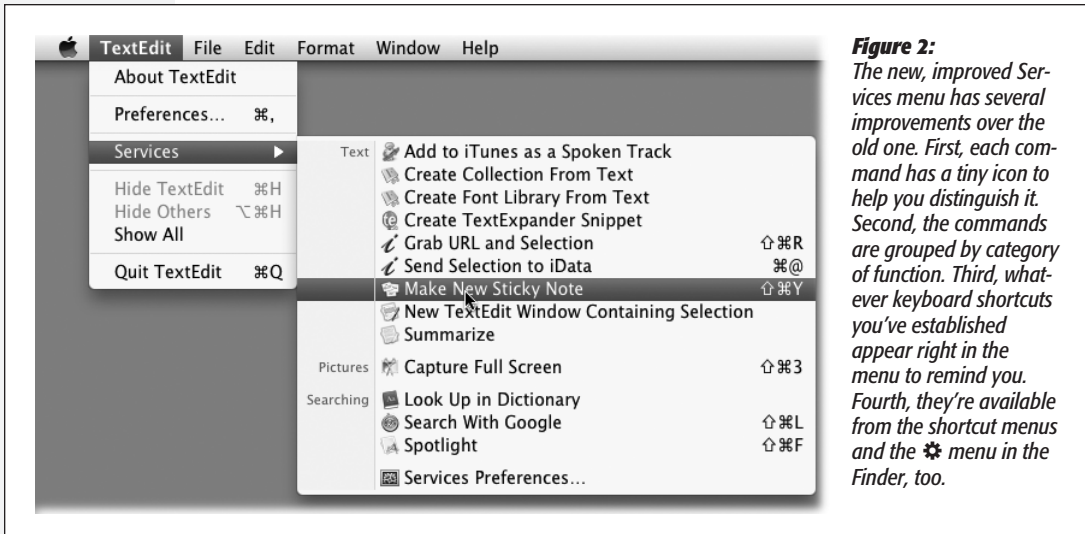 TextEdit File Edit Format Window Help
About TextEdit
Preferences... ⌘,
Services ▶
Hide TextEdit ⌘H
Hide Others ⌥⌘H
Show All
Quit TextEdit ⌘Q
Text Add to iTunes as a Spoken Track
Create Collection From Text
Create Font Library From Text
Create TextExpander Snippet
Grab URL and Selection ⇧⌘R
Send Selection to iData ⌘@
Make New Sticky Note ⇧⌘Y
New TextEdit Window Containing Selection
Summarize
Pictures Capture Full Screen ⇧⌘3
Searching Look Up in Dictionary
Search With Google ⇧⌘L
Spotlight ⇧⌘F
Services Preferences...
Figure 2:
The new, improved Ser-
vices menu has several
improvements over the
old one. First, each com-
mand has a tiny icon to
help you distinguish it.
Second, the commands
are grouped by category
of function. Third, what-
ever keyboard shortcuts
you've established
appear right in the
menu to remind you.
Fourth, they're available
from the shortcut menus
and the ✿ menu in the
Finder, too.